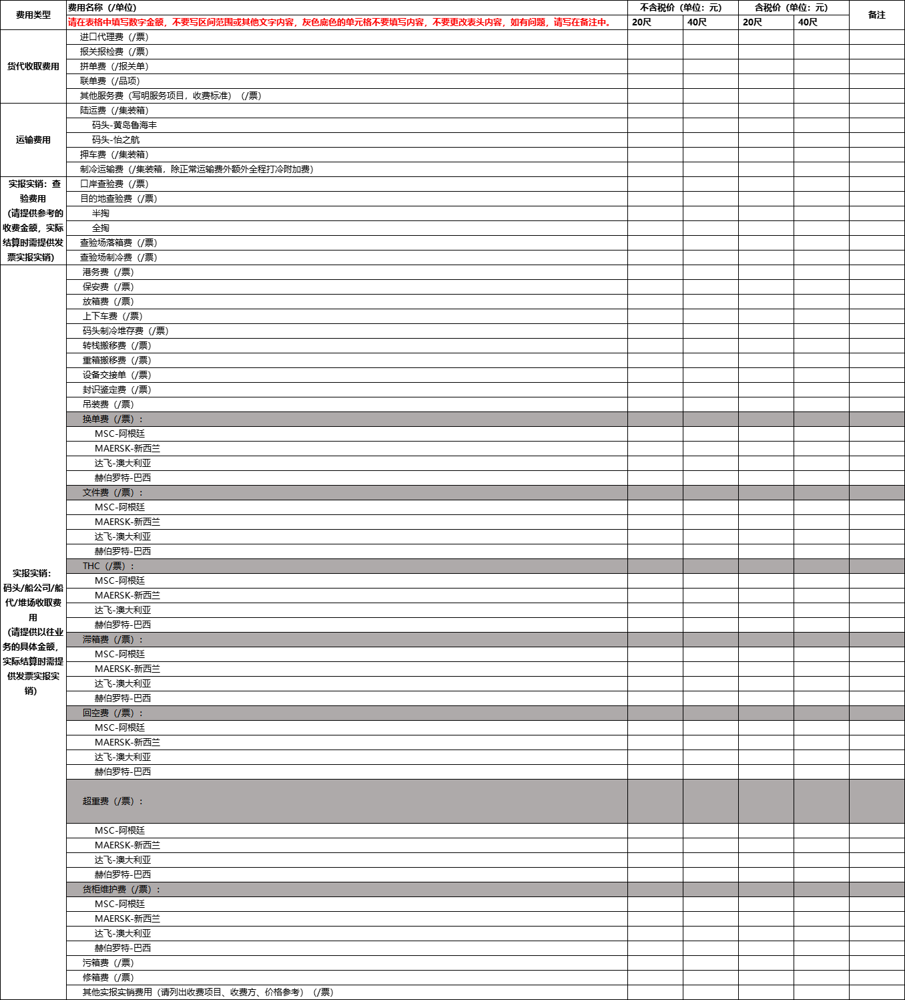 费用类型
费用名称（/单位）
不含税价（单位：元）
含税价（单位：元）
备注
请在表格中填写数字金额，不要写区间范围或其他文字内容，灰色底色的单元格不要填写内容，不要更改表头内容，如有问题，请写在备注中。
20尺
40尺
20尺
40尺
货代收取费用
进口代理费（/票）
报关报检费（/票）
拼单费（/报关单）
联单费（/品项）
其他服务费（写明服务项目，收费标准）（/票）
运输费用
陆运费（/集装箱）
码头-黄岛鲁海丰
码头-怡之航
押车费（/集装箱）
制冷运输费（/集装箱，除正常运输费外额外全程打冷附加费）
实报实销：查
验费用
（请提供参考的
收费金额，实际
结算时需提供发
票实报实销）
口岸查验费（/票）
目的地查验费（/票）
半掏
全掏
查验场落箱费（/票）
查验场制冷费（/票）
实报实销：
码头/船公司/船
代/堆场收取费
用
（请提供以往业
务的具体金额，
实际结算时需提
供发票实报实
销）
港务费（/票）
保安费（/票）
放箱费（/票）
上下车费（/票）
码头制冷堆存费（/票）
转栈搬移费（/票）
重箱搬移费（/票）
设备交接单（/票）
封识鉴定费（/票）
吊装费（/票）
换单费（/票）：
MSC-阿根廷
MAERSK-新西兰
达飞-澳大利亚
赫伯罗特-巴西
文件费（/票）：
MSC-阿根廷
MAERSK-新西兰
达飞-澳大利亚
赫伯罗特-巴西
THC（/票）：
MSC-阿根廷
MAERSK-新西兰
达飞-澳大利亚
赫伯罗特-巴西
滞箱费（/票）：
MSC-阿根廷
MAERSK-新西兰
达飞-澳大利亚
赫伯罗特-巴西
回空费（/票）：
MSC-阿根廷
MAERSK-新西兰
达飞-澳大利亚
赫伯罗特-巴西
超重费（/票）：
MSC-阿根廷
MAERSK-新西兰
达飞-澳大利亚
赫伯罗特-巴西
货柜维护费（/票）：
MSC-阿根廷
MAERSK-新西兰
达飞-澳大利亚
赫伯罗特-巴西
污箱费（/票）
修箱费（/票）
其他实报实销费用（请列出收费项目、收费方、价格参考）（/票）